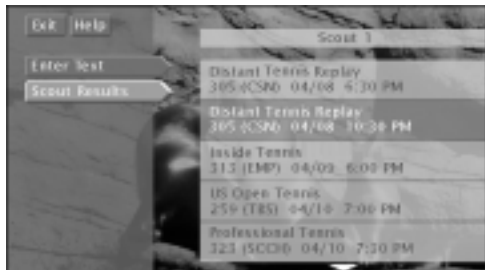 Exit Help
Scout 1
Enter Text
Scout Results
Distant Tennis Replay
305 (CSN) 04/08 6:30 PM
Distant Tennis Replay
305 (CSN) 04/08 10:30 PM
Inside Tennis
313 (EMP) 04/09 6:00 PM
US Open Tennis
259 (TBS) 04/10 7:00 PM
Professional Tennis
323 (SCCH) 04/10 7:30 PM